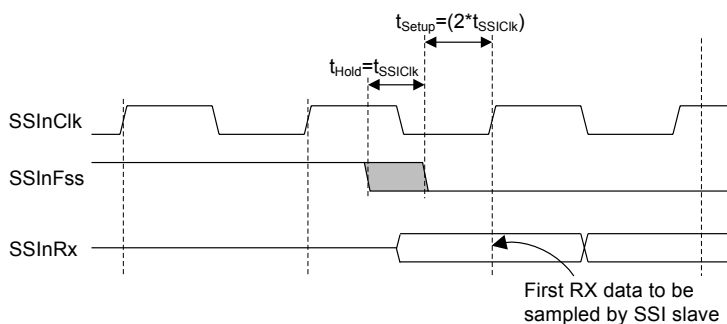 tSetup=(2*tSSIClk)
tHold=tSSIClk
SSInClk
SSInFss
SSInRx
First RX data to be
sampled by SSI slave